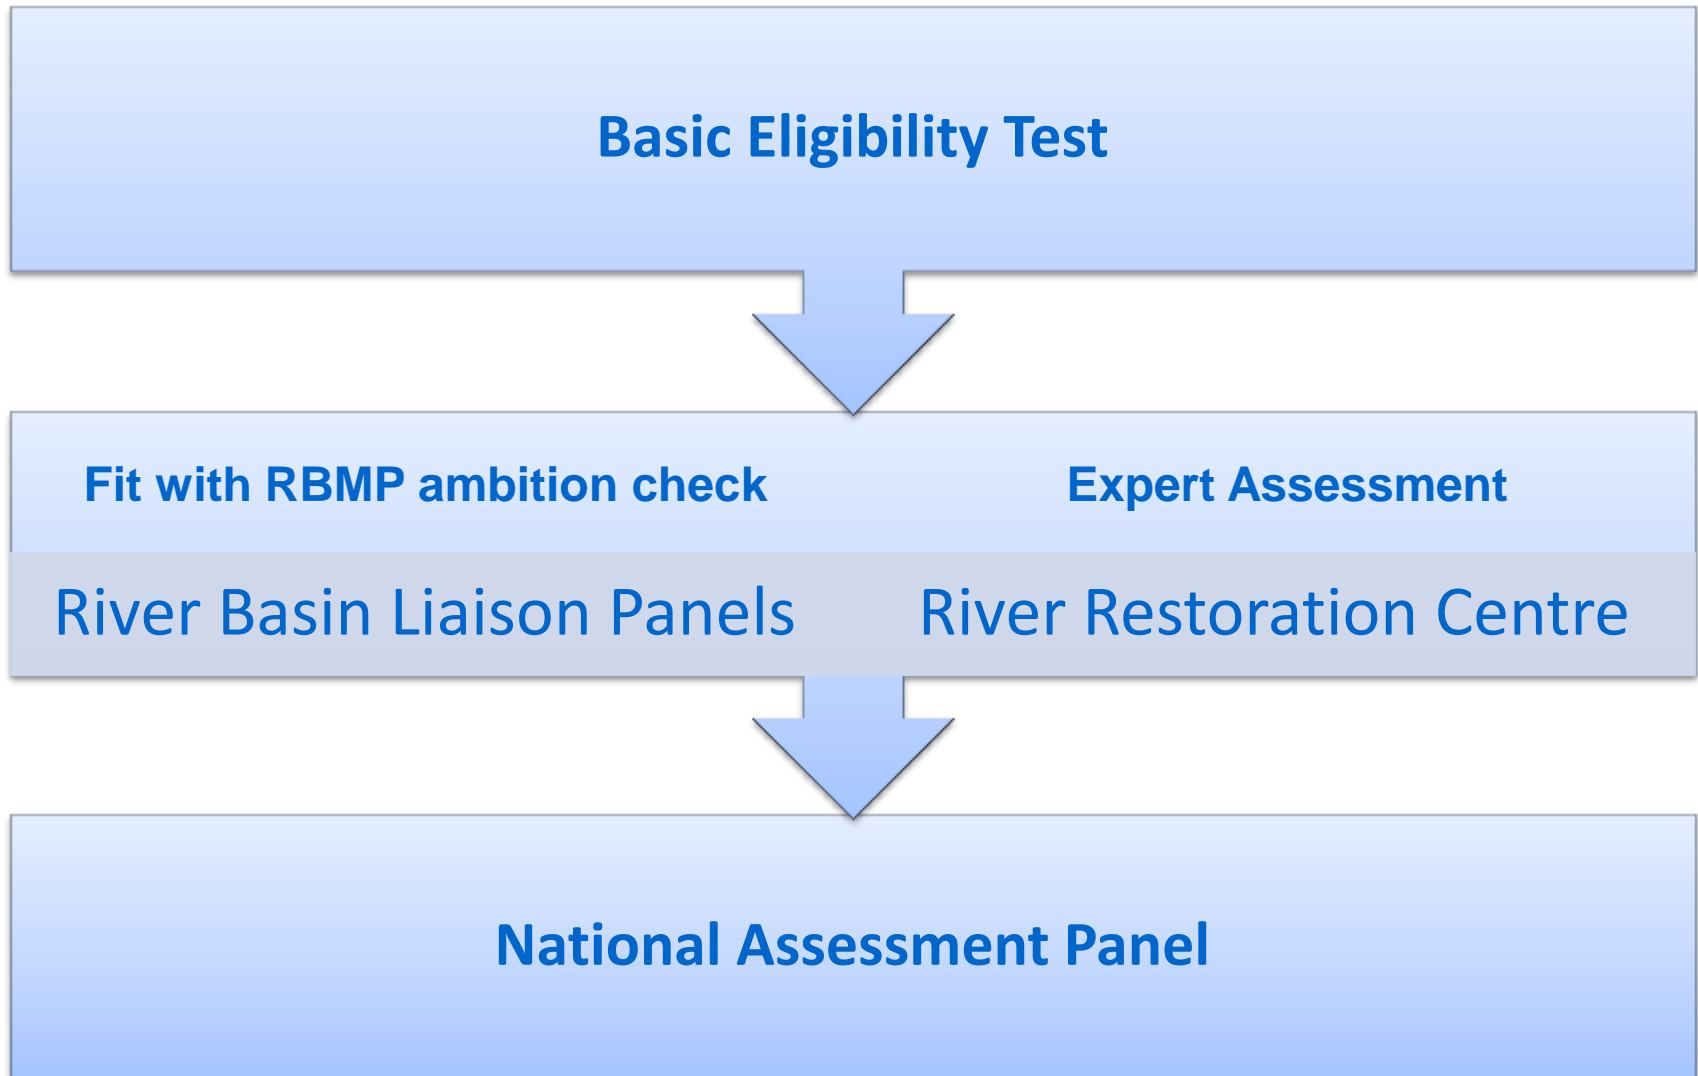 Basic Eligibility Test
Fit with RBMP ambition check
Expert Assessment
River Basin Liaison Panels
River Restoration Centre
National Assessment Panel